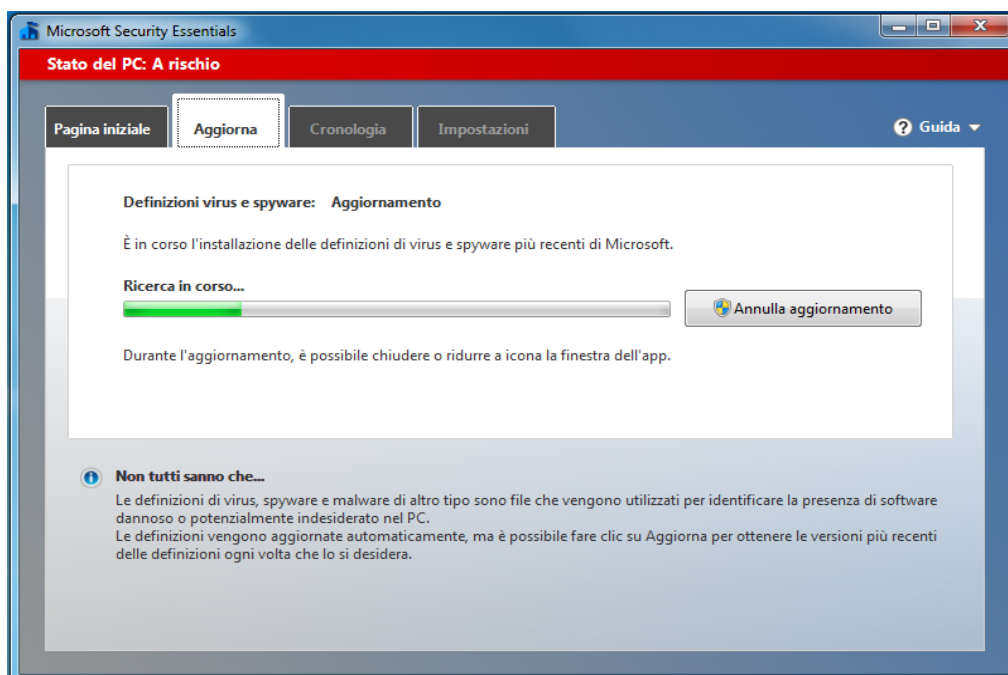 Microsoft Security Essentials
Stato del PC: A rischio
Pagina iniziale
Aggiorna
Cronologia
Impostazioni
Guida
Definizioni virus e spyware: Aggiornamento
È in corso l'installazione delle definizioni di virus e spyware più recenti di Microsoft.
Ricerca in corso...
Annulla aggiornamento
Durante l'aggiornamento, è possibile chiudere o ridurre a icona la finestra dell'app.
Non tutti sanno che...
Le definizioni di virus, spyware e malware di altro tipo sono file che vengono utilizzati per identificare la presenza di software
dannoso o potenzialmente indesiderato nel PC.
Le definizioni vengono aggiornate automaticamente, ma è possibile fare clic su Aggiorna per ottenere le versioni più recenti
delle definizioni ogni volta che lo si desidera.